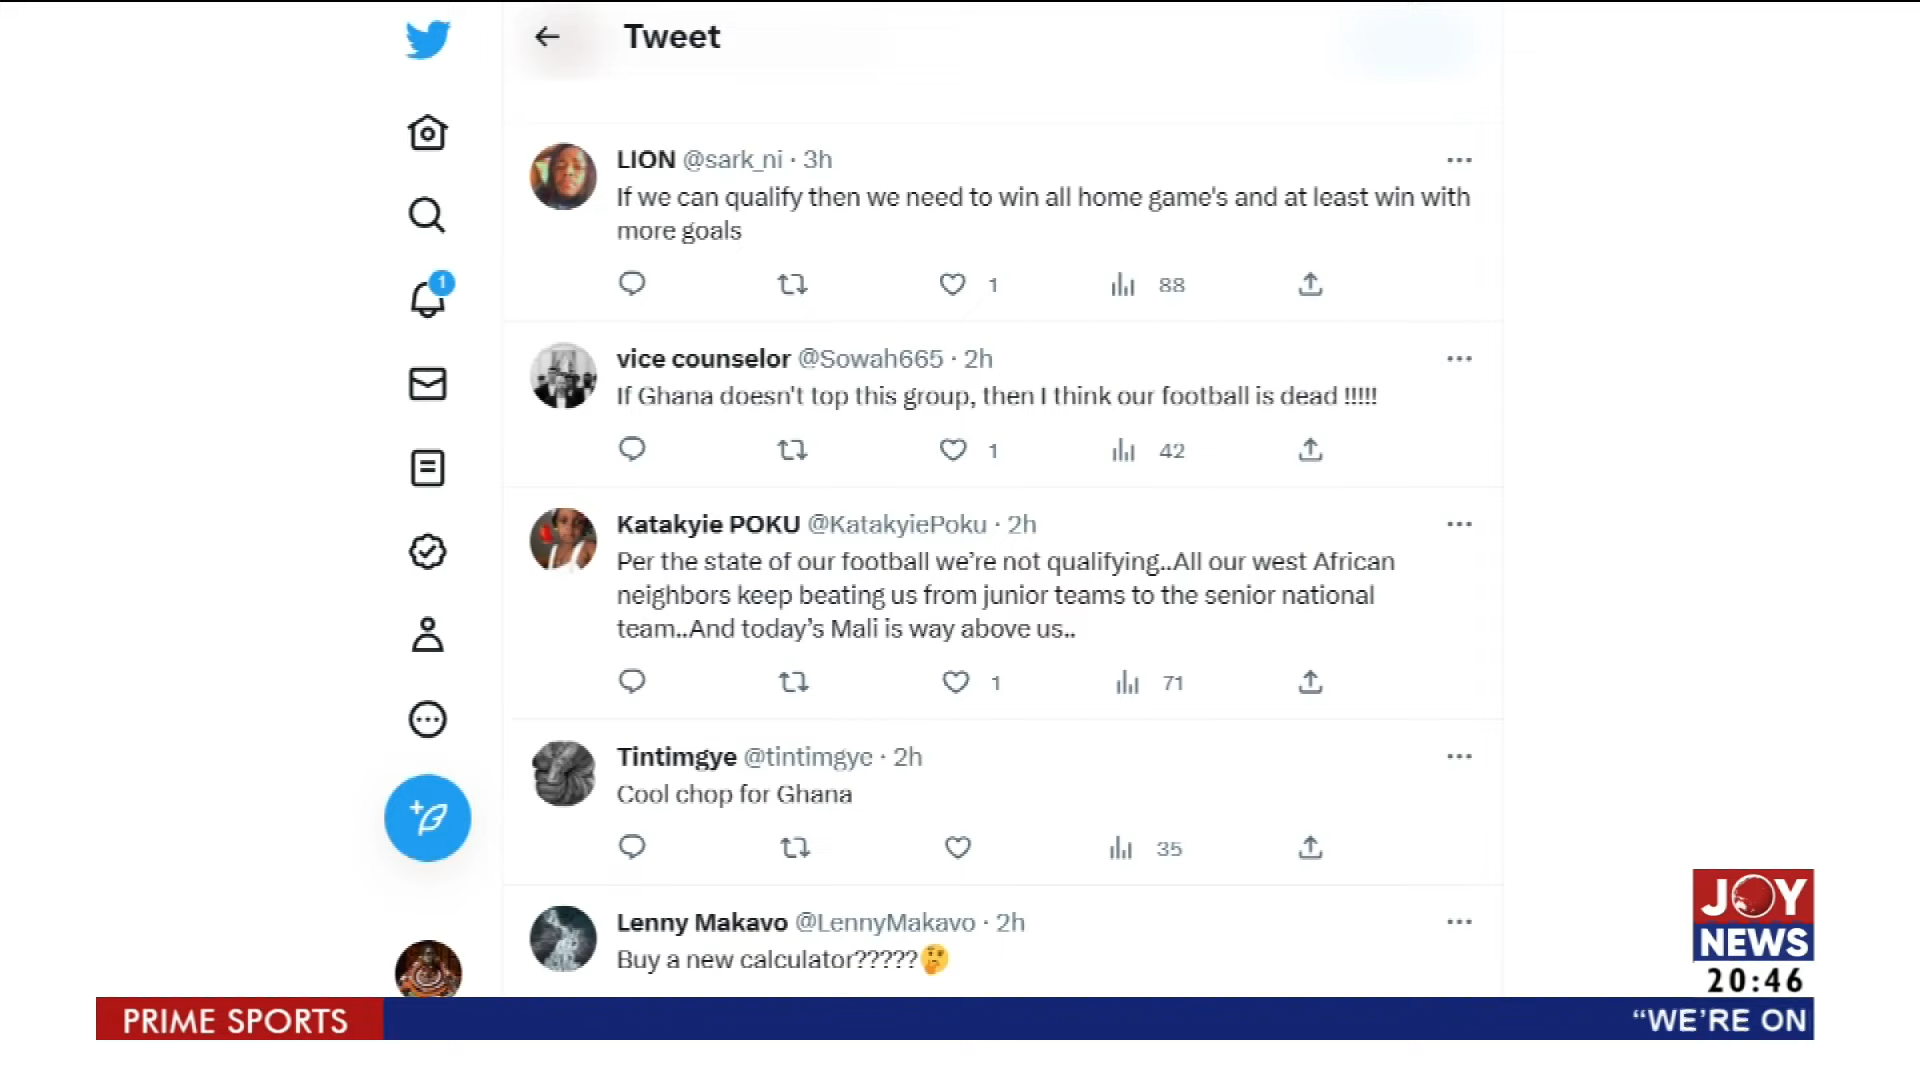 Tweet
LION @sark_ni · 3h
If we can qualify then we need to win all home game's and at least win with
more goals
1 88
1
vice counselor @Sowah665 · 2h
If Ghana doesn't top this group, then I think our football is dead !!!!!
1 42
Katakyie POKU @KatakyiePoku · 2h
Per the state of our football we’re not qualifying..All our west African
neighbors keep beating us from junior teams to the senior national
team..And today’s Mali is way above us..
1 71
Tintimgye @tintimgye · 2h
Cool chop for Ghana
35
Lenny Makavo @LennyMakavo · 2h
Buy a new calculator?????🤔
JOY
NEWS
20:46
PRIME SPORTS
“WE’RE ON